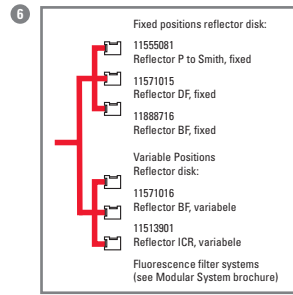 6
Fixed positions reflector disk:
11555081
Reflector P to Smith, fixed
11571015
Reflector DF, fixed
11888716
Reflector BF, fixed
Variable Positions
Reflector disk:
11571016
Reflector BF, variabele
11513901
Reflector ICR, variabele
Fluorescence filter systems
(see Modular System brochure)